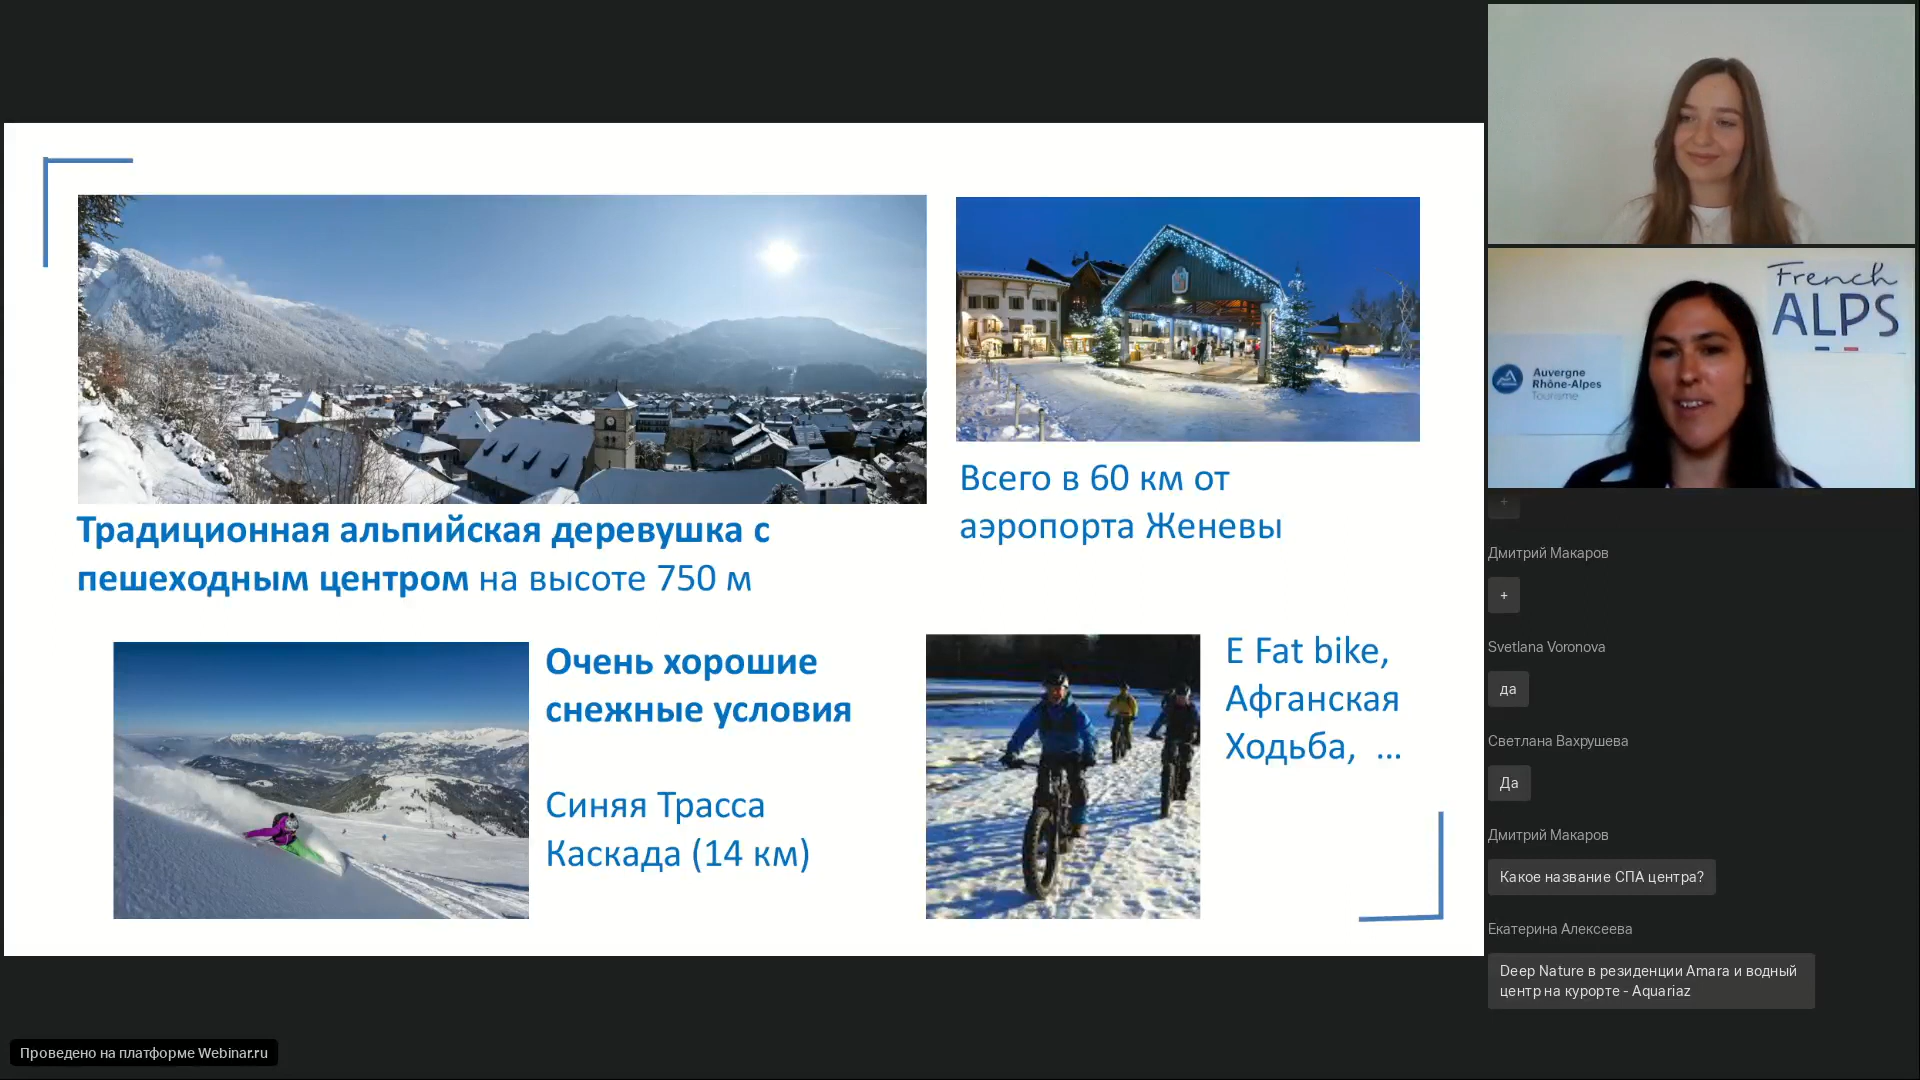 Традиционная альпийская деревушка с
пешеходным центром на высоте 750 м
Всего в 60 км от
аэропорта Женевы
Очень хорошие
снежные условия
Синяя Трасса
Каскада (14 км)
E Fat bike,
Афганская
Ходьба, ...
French
ALPS
Auvergne
Rhône-Alpes
Tourisme
+
Дмитрий Макаров
+
Svetlana Voronova
да
Светлана Вахрушева
Да
Дмитрий Макаров
Какое название СПА центра?
Екатерина Алексеева
Deep Nature в резиденции Amara и водный
центр на курорте - Aquariaz
Проведено на платформе Webinar.ru